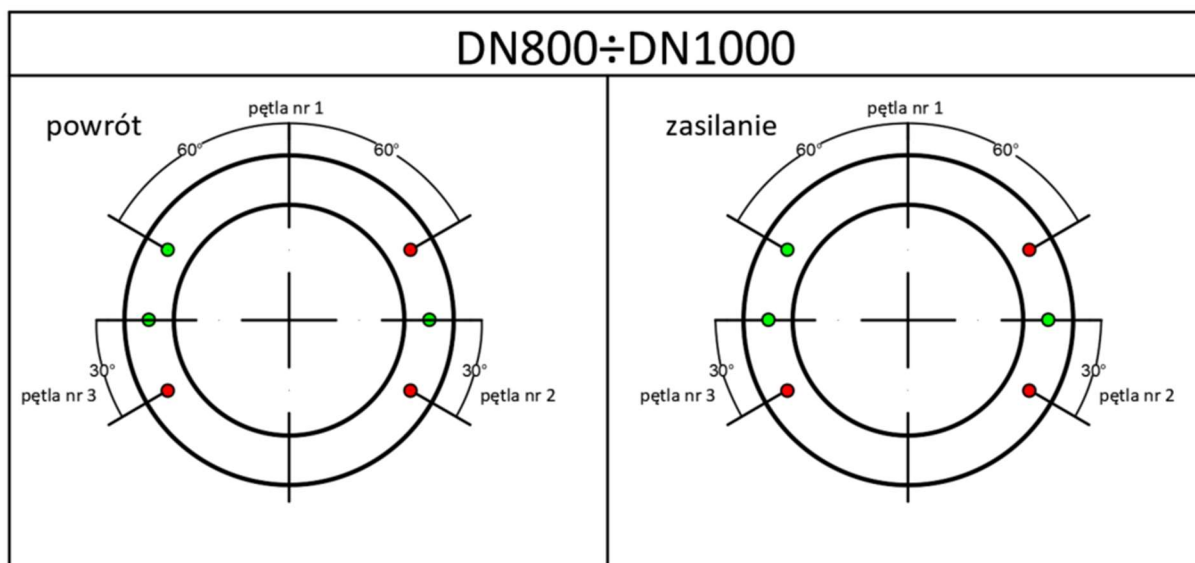 DN800÷DN1000
powrót
pętla nr 1
60°
60°
30°
30°
pętla nr 3
pętla nr 2
zasilanie
pętla nr 1
60°
60°
30°
30°
pętla nr 3
pętla nr 2